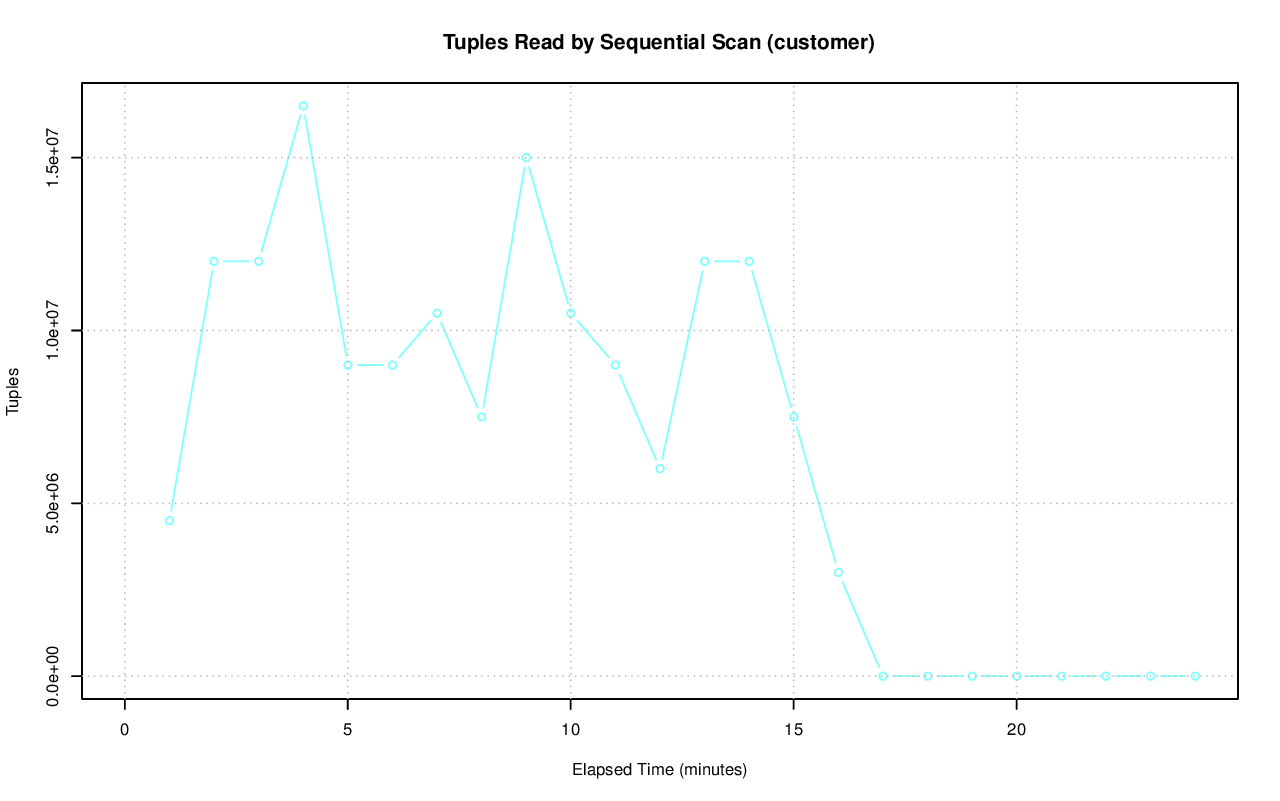 Tuples Read by Sequential Scan (customer)
1.5e+07
1.0e+07
5.0e+06
0.0e+00
Tuples
0 5 10 15 20
Elapsed Time (minutes)